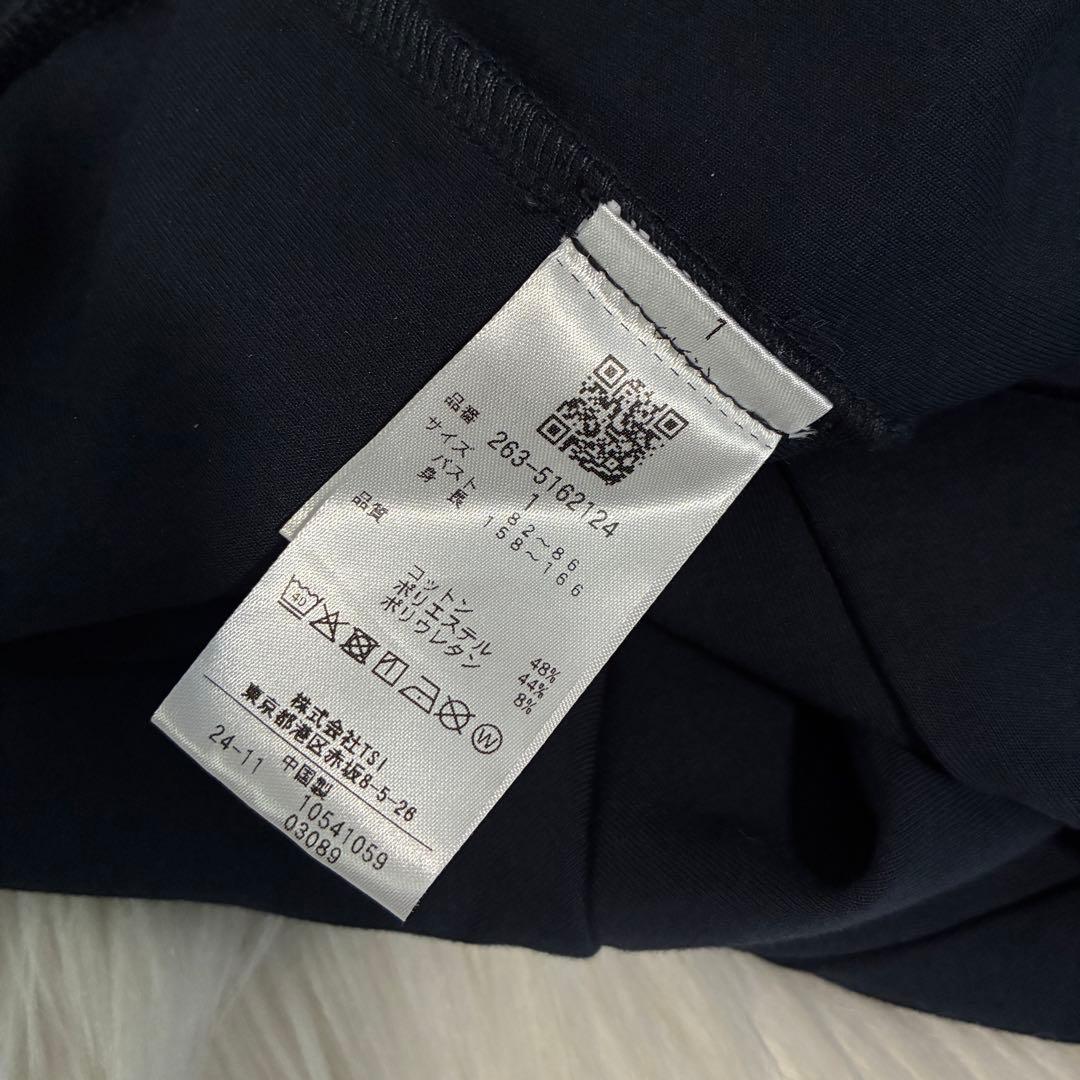 1
品番 263-5162124
サイズ 1
バスト 82～86
身長 158～166
品質
コットン 48%
ポリエステル 44%
ポリウレタン 8%
40
W
株式会社TSI
東京都港区赤坂8-5-26
24-11 中国製
10541059
03089